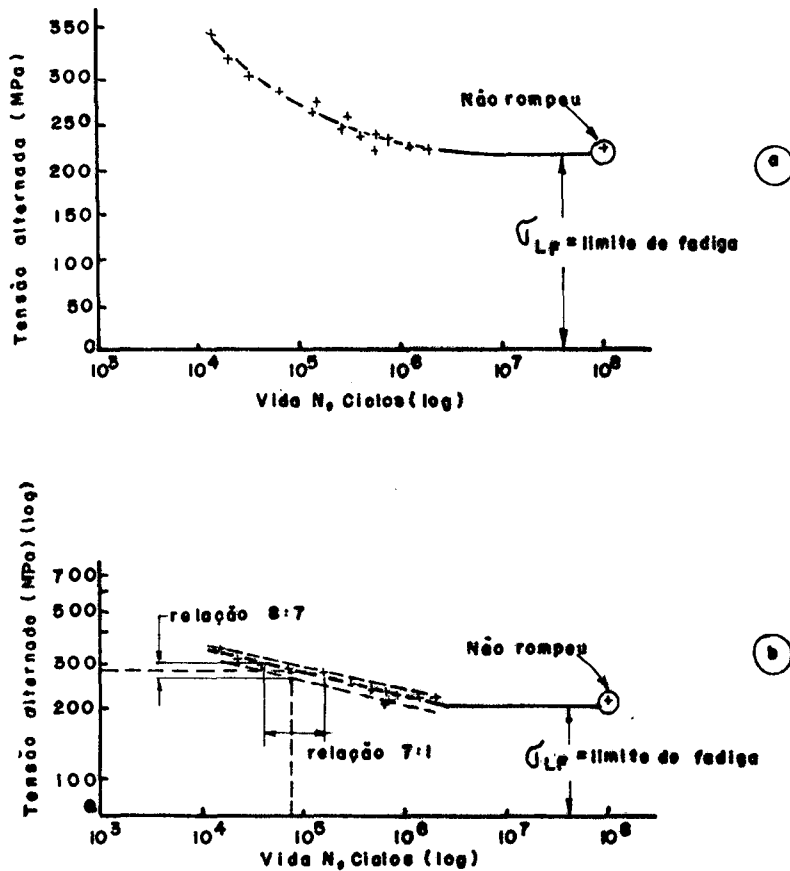 350
300
250
200
150
100
50
0
Tensão alternada (MPa)
Não rompeu
a
σLF = limite de fadiga
10³
10⁴
10⁵
10⁶
10⁷
10⁸
Vida N, Ciclos (log)
Tensão alternada (MPa)(log)
700
500
300
200
100
0
relação 8:7
Não rompeu
b
relação 7:1
σLF = limite de fadiga
10³
10⁴
10⁵
10⁶
10⁷
10⁸
Vida N, Ciclos (log)